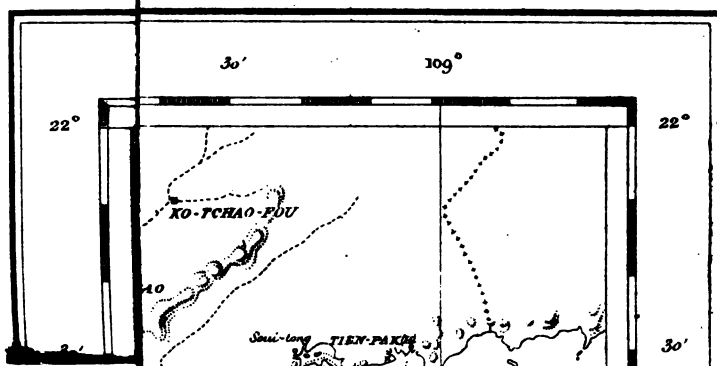 30' 109°
22° 22°
KO-TCHAO-FOU
AO
Soui-tong TIEN-PAK
30'